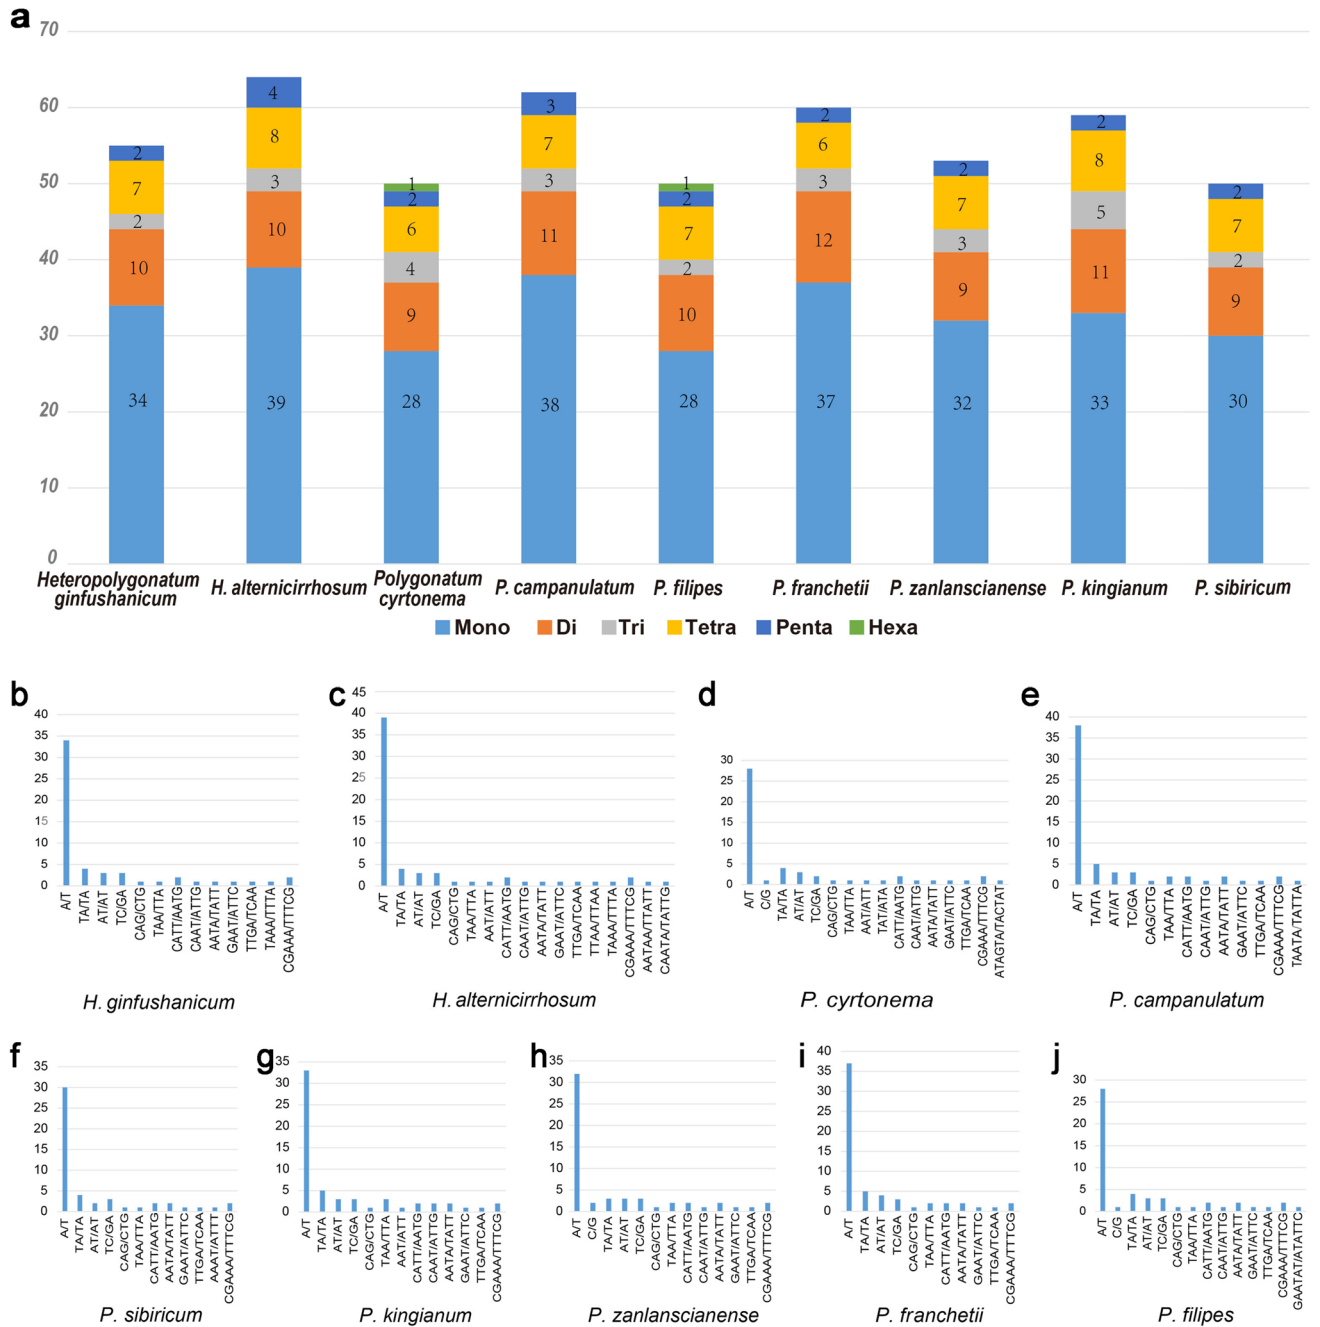 a
70
60
50
40
30
20
10
0
2
7
2
10
34
4
8
3
10
39
1
2
6
4
9
28
3
7
3
11
38
1
2
7
2
10
28
2
6
3
12
37
2
7
3
9
32
2
8
5
11
33
2
7
2
9
30
Heteropolygonatum
ginfushanicum
H. alternicirrhosum
Polygonatum
cyrtonema
P. campanulatum
P. filipes
P. franchetii
P. zanlanscianense
P. kingianum
P. sibiricum
Mono Di Tri Tetra Penta Hexa
b
40
35
30
25
20
15
10
5
0
A/T
TA/TA
AT/AT
TC/GA
CAG/CTG
TAA/TTA
CATT/AATG
CAAT/ATTG
AATA/TATT
GAAT/ATTC
TTGA/TCAA
TAAA/TTTA
CGAAA/TTTCG
H. ginfushanicum
c
45
40
35
30
25
20
15
10
5
0
A/T
TA/TA
AT/AT
TC/GA
CAG/CTG
TAA/TTA
AAT/ATT
CATT/AATG
CAAT/ATTG
AATA/TATT
GAAT/ATTC
TTGA/TCAA
TTAA/TTAA
TAAA/TTTA
CGAAA/TTTCG
AATAA/TTATT
CAATA/TATTG
H. alternicirrhosum
d
30
25
20
15
10
5
0
A/T
C/G
TA/TA
AT/AT
TC/GA
CAG/CTG
TAA/TTA
AAT/ATT
TAT/ATA
CATT/AATG
CAAT/ATTG
AATA/TATT
GAAT/ATTC
TTGA/TCAA
CGAAA/TTTCG
ATAGTA/TACTAT
P. cyrtonema
e
40
35
30
25
20
15
10
5
0
A/T
TA/TA
AT/AT
TC/GA
CAG/CTG
TAA/TTA
CATT/AATG
CAAT/ATTG
AATA/TATT
GAAT/ATTC
TTGA/TCAA
CGAAA/TTTCG
TAATA/TATTA
P. campanulatum
f
35
30
25
20
15
10
5
0
A/T
TA/TA
AT/AT
TC/GA
CAG/CTG
TAA/TTA
CATT/AATG
AATA/TATT
GAAT/ATTC
TTGA/TCAA
AAAT/ATTT
CGAAA/TTTCG
P. sibiricum
g
35
30
25
20
15
10
5
0
A/T
TA/TA
AT/AT
TC/GA
CAG/CTG
TAA/TTA
AAT/ATT
CATT/AATG
CAAT/ATTG
AATA/TATT
GAAT/ATTC
TTGA/TCAA
CGAAA/TTTCG
P. kingianum
h
35
30
25
20
15
10
5
0
A/T
C/G
TA/TA
AT/AT
TC/GA
CAG/CTG
TAA/TTA
CATT/AATG
CAAT/ATTG
AATA/TATT
GAAT/ATTC
TTGA/TCAA
CGAAA/TTTCG
P. zanlanscianense
i
40
35
30
25
20
15
10
5
0
A/T
TA/TA
AT/AT
TC/GA
CAG/CTG
TAA/TTA
CATT/AATG
AATA/TATT
GAAT/ATTC
TTGA/TCAA
CGAAA/TTTCG
P. franchetii
j
30
25
20
15
10
5
0
A/T
C/G
TA/TA
AT/AT
TC/GA
CAG/CTG
TAA/TTA
CATT/AATG
CAAT/ATTG
AATA/TATT
GAAT/ATTC
TTGA/TCAA
CGAAA/TTTCG
GAATAT/ATATTC
P. filipes